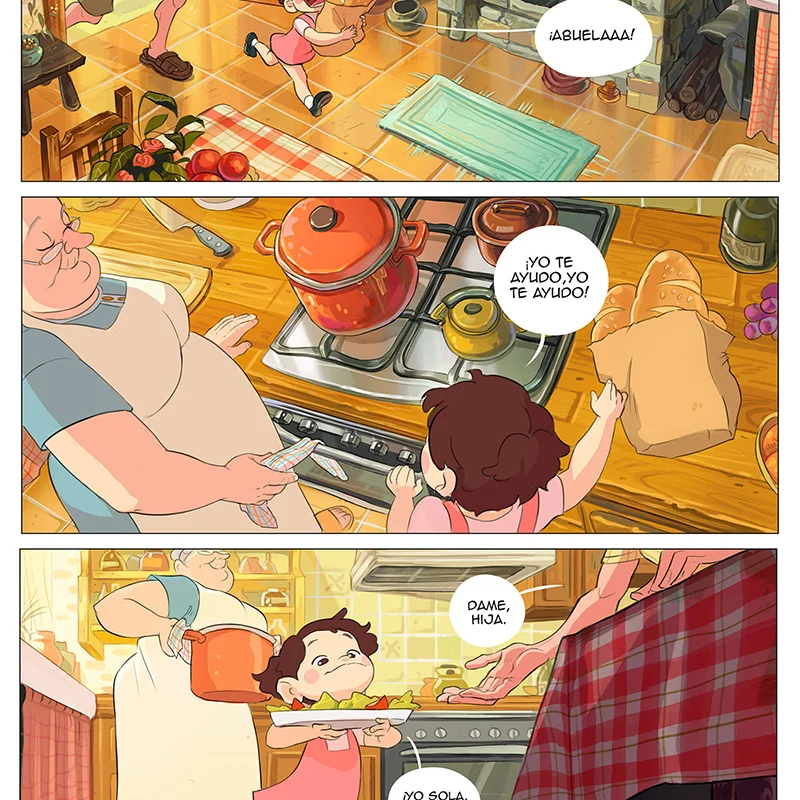 ¡ABUELAAA!
¡YO TE
AYUDO,YO
TE AYUDO!
DAME,
HIJA.
¡YO SOLA,